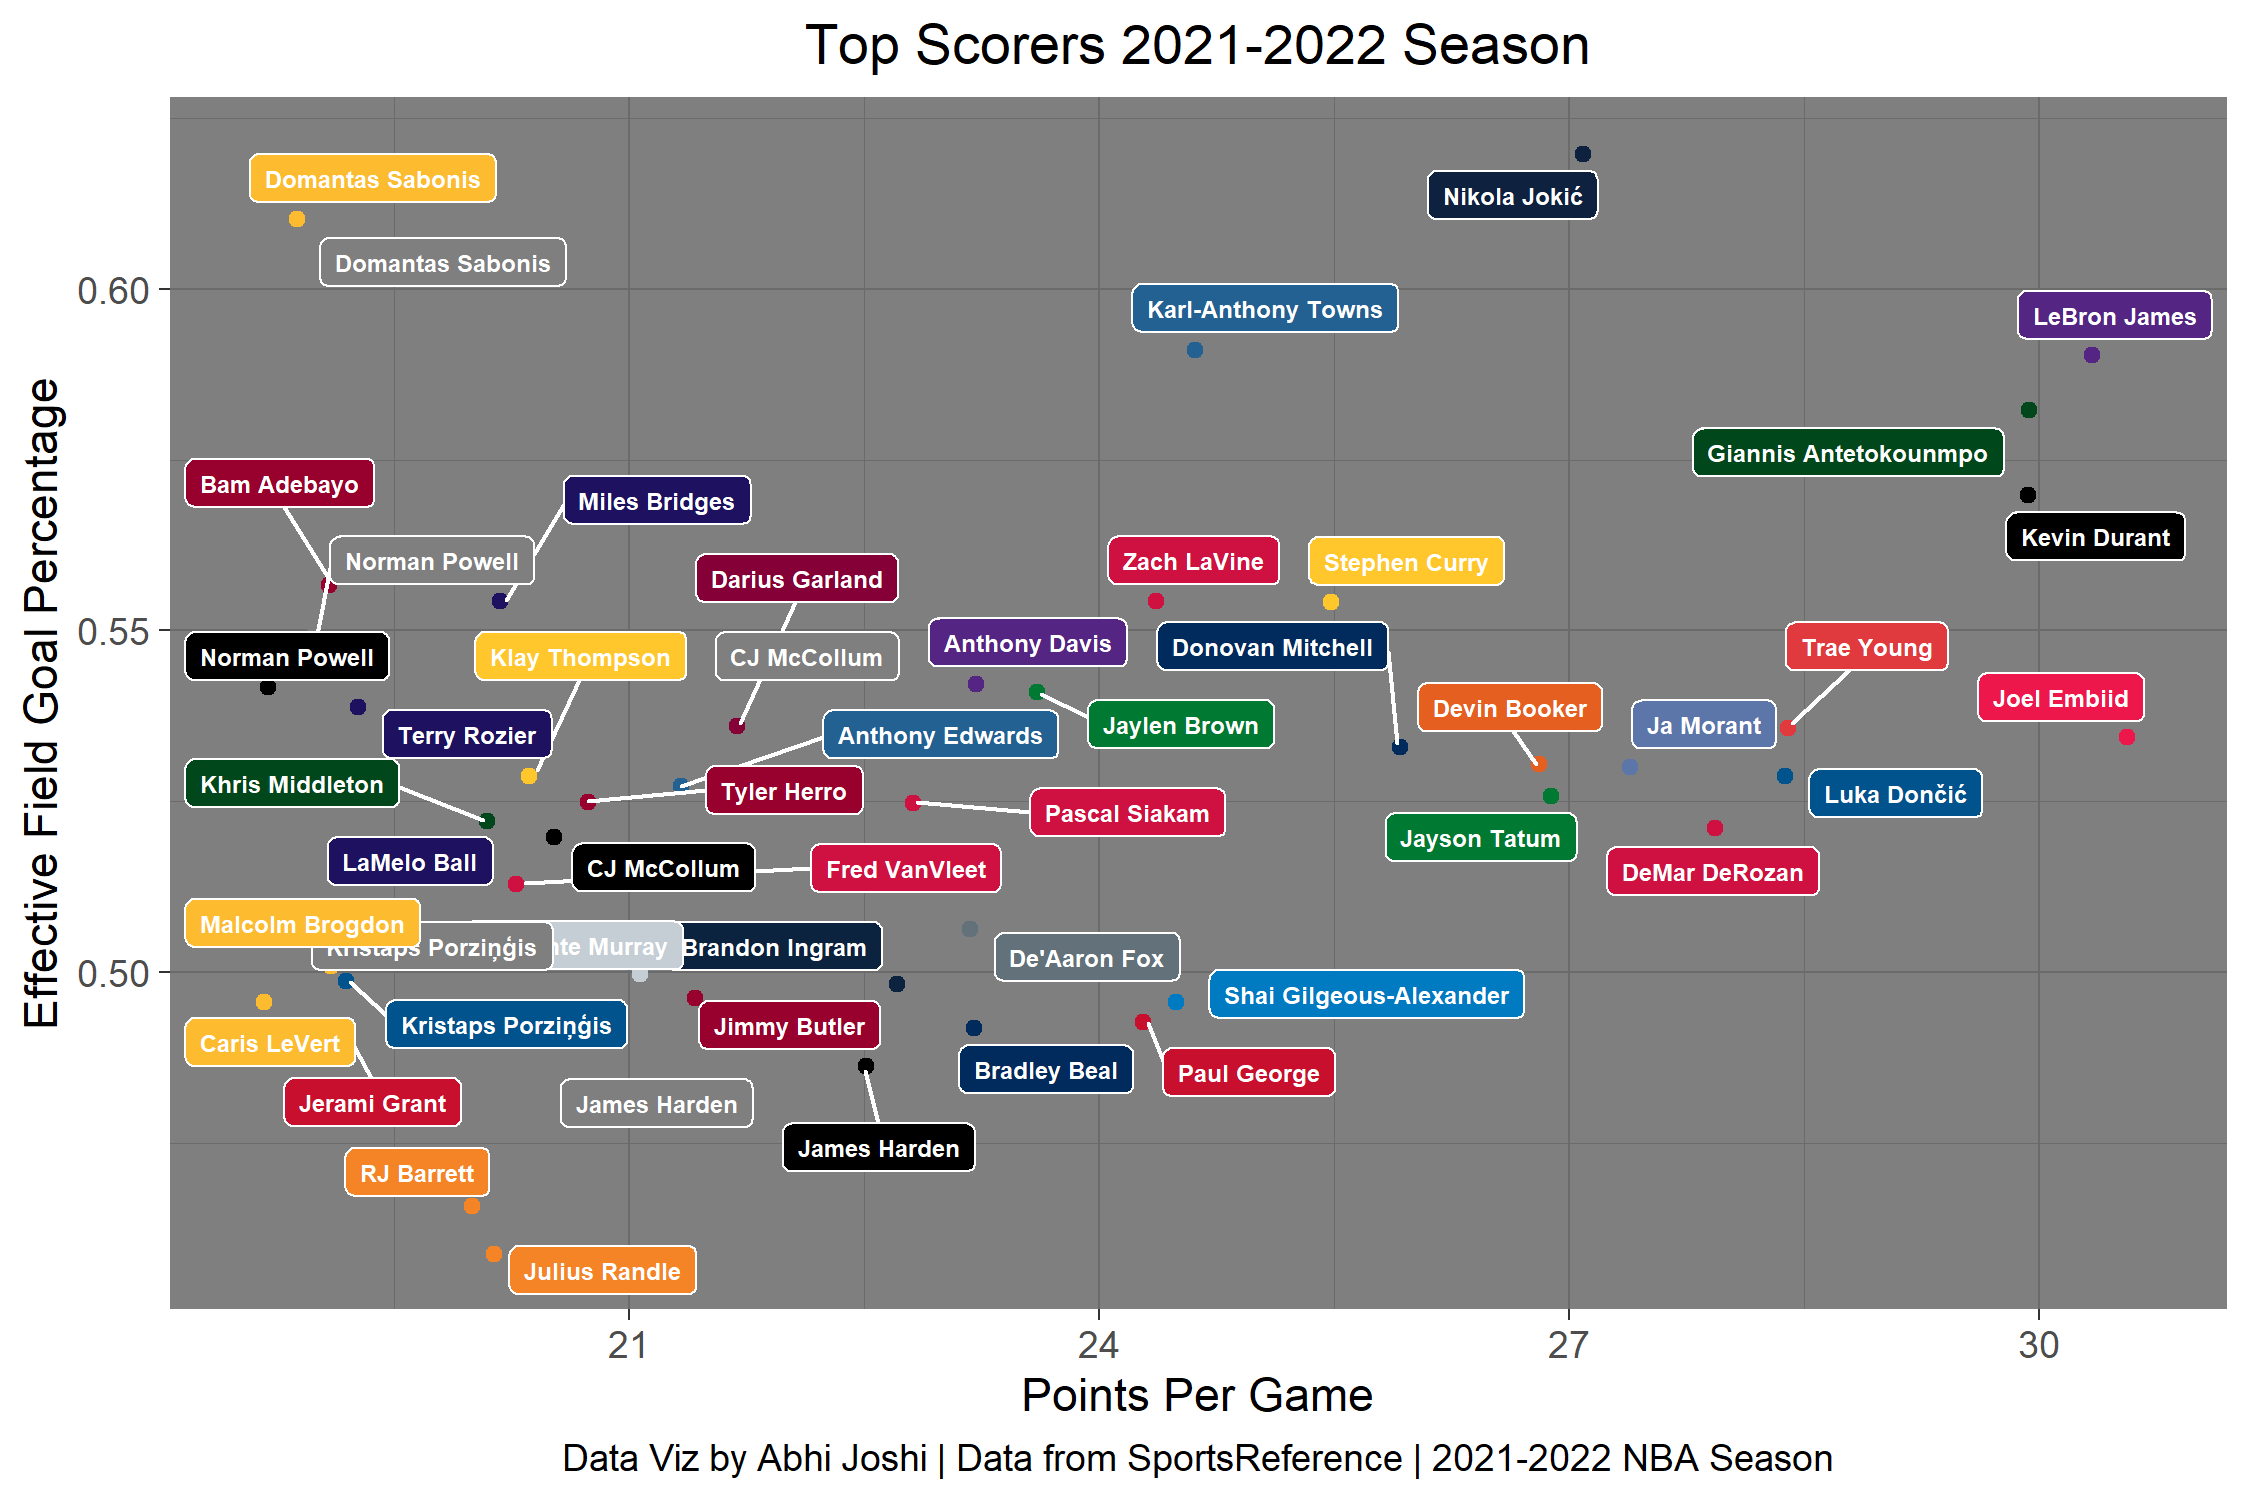 Top Scorers 2021-2022 Season
Domantas Sabonis
Nikola Jokić
Domantas Sabonis
0.60
Karl-Anthony Towns
LeBron James
Giannis Antetokounmpo
Bam Adebayo
Miles Bridges
Kevin Durant
Norman Powell
Zach LaVine
Stephen Curry
Darius Garland
0.55
Norman Powell
Klay Thompson
CJ McCollum
Anthony Davis
Donovan Mitchell
Trae Young
Joel Embiid
Devin Booker
Ja Morant
Jaylen Brown
Terry Rozier
Anthony Edwards
Khris Middleton
Tyler Herro
Luka Dončić
Pascal Siakam
Jayson Tatum
LaMelo Ball
CJ McCollum
Fred VanVleet
DeMar DeRozan
Malcolm Brogdon
Kristaps Porziņģis
Murray
Brandon Ingram
De'Aaron Fox
0.50
Shai Gilgeous-Alexander
Kristaps Porziņģis
Jimmy Butler
Caris LeVert
Bradley Beal
Paul George
Jerami Grant
James Harden
James Harden
RJ Barrett
Julius Randle
21 24 27 30
Effective Field Goal Percentage
Points Per Game
Data Viz by Abhi Joshi | Data from SportsReference | 2021-2022 NBA Season